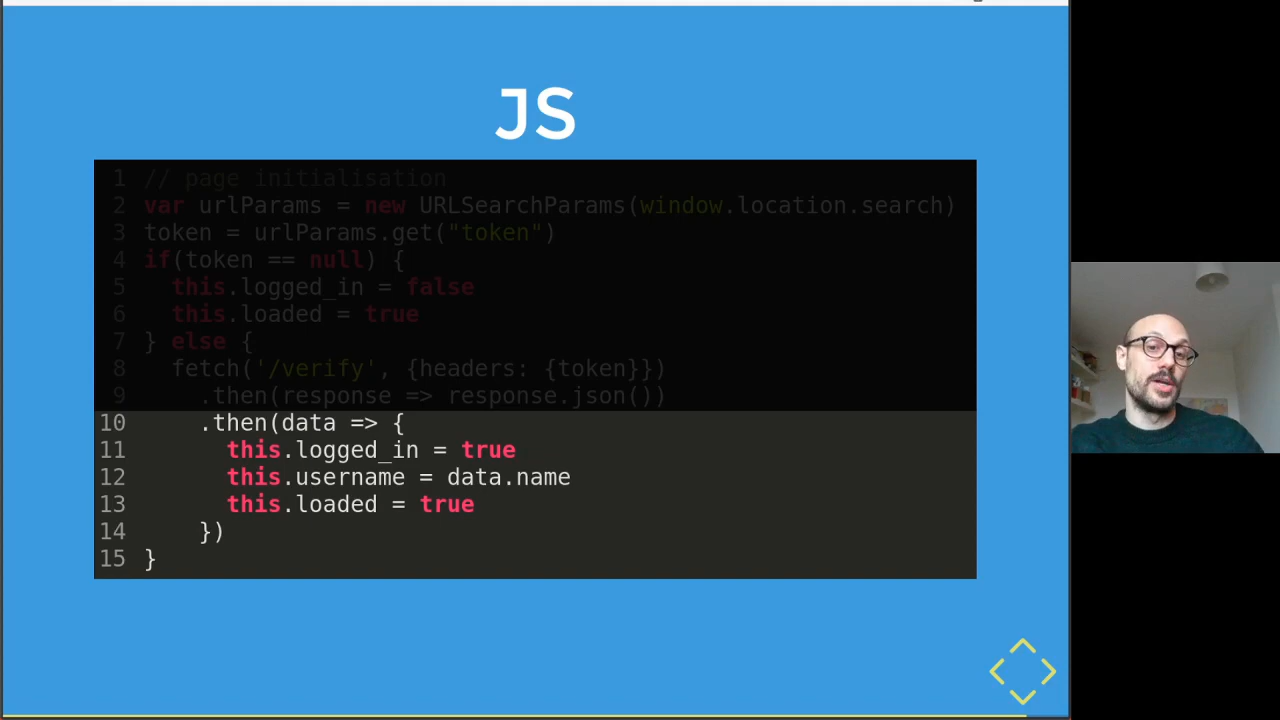 JS
1 // page initialisation
2 var urlParams = new URLSearchParams(window.location.search)
3 token = urlParams.get("token")
4 if(token == null) {
5   this.logged_in = false
6   this.loaded = true
7 } else {
8   fetch('/verify', {headers: {token}})
9     .then(response => response.json())
10     .then(data => {
11       this.logged_in = true
12       this.username = data.name
13       this.loaded = true
14     })
15 }